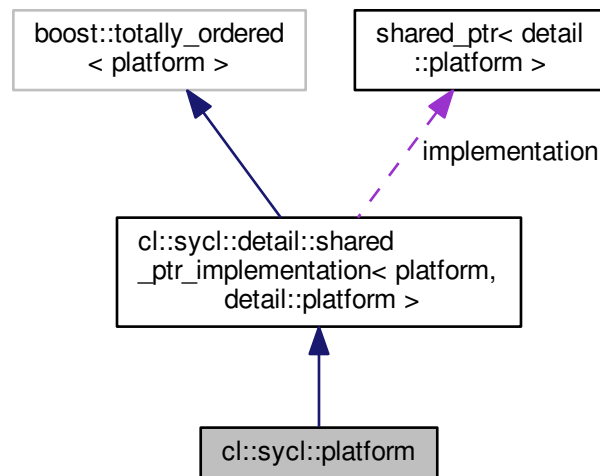 boost::totally_ordered
< platform >
shared_ptr< detail
::platform >
implementation
cl::sycl::detail::shared
_ptr_implementation< platform,
detail::platform >
cl::sycl::platform